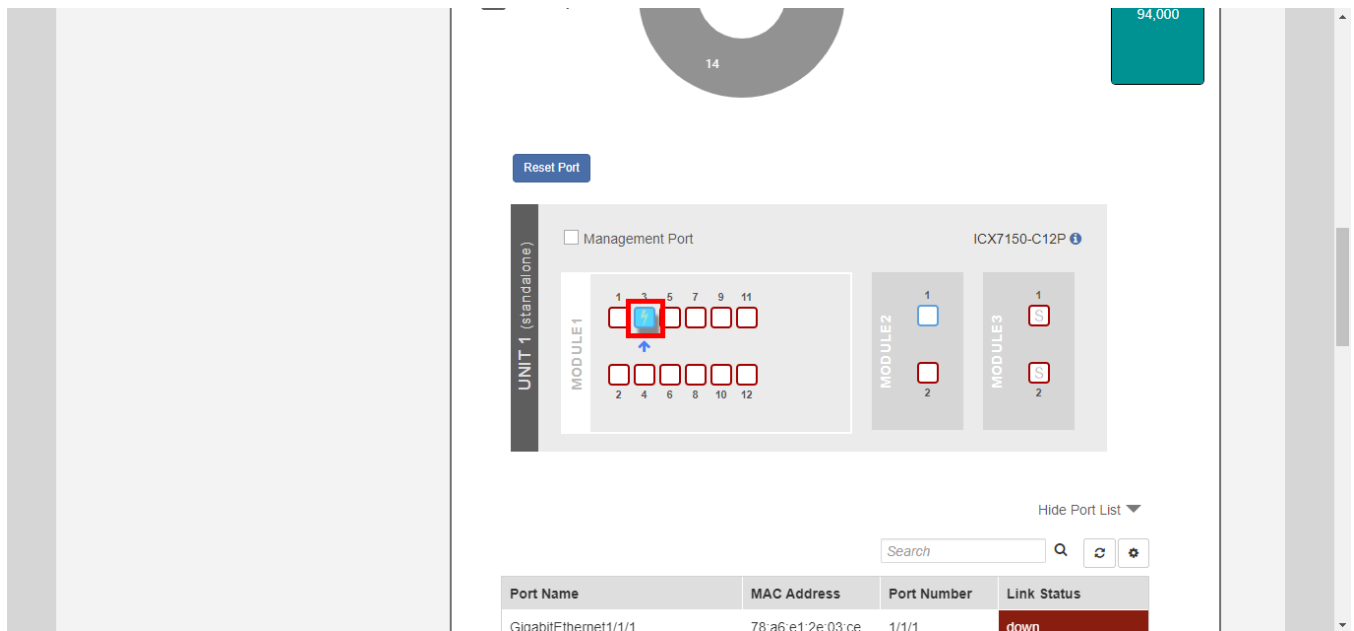 94,000
14
Reset Port
UNIT 1 (standalone)
Management Port
ICX7150-C12P
MODULE1
1 3 5 7 9 11
2 4 6 8 10 12
MODULE2
1
2
MODULE3
1
S
S
2
Hide Port List
Search
Port Name MAC Address Port Number Link Status
GigabitEthernet1/1/1 78:a6:e1:2e:03:ce 1/1/1 down